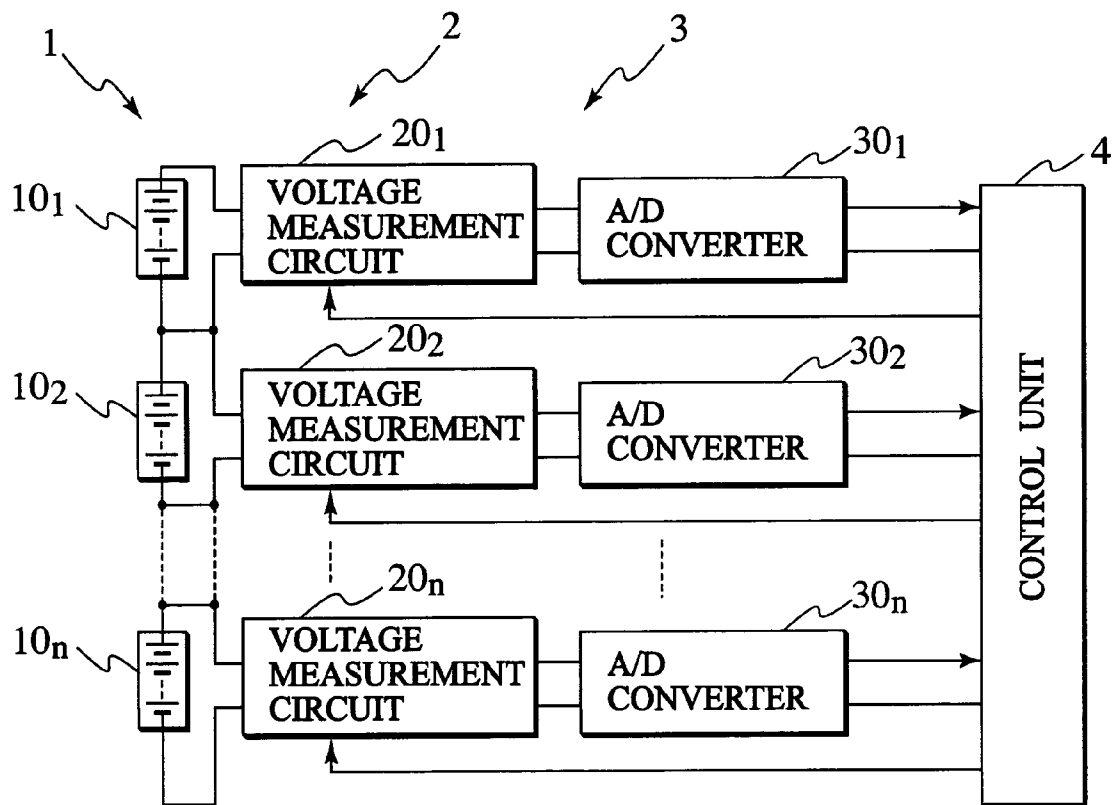 1
2
3
20₁
30₁
4
10₁
VOLTAGE
MEASUREMENT
CIRCUIT
A/D
CONVERTER
20₂
30₂
10₂
VOLTAGE
MEASUREMENT
CIRCUIT
A/D
CONVERTER
CONTROL UNIT
20ₙ
30ₙ
10ₙ
VOLTAGE
MEASUREMENT
CIRCUIT
A/D
CONVERTER